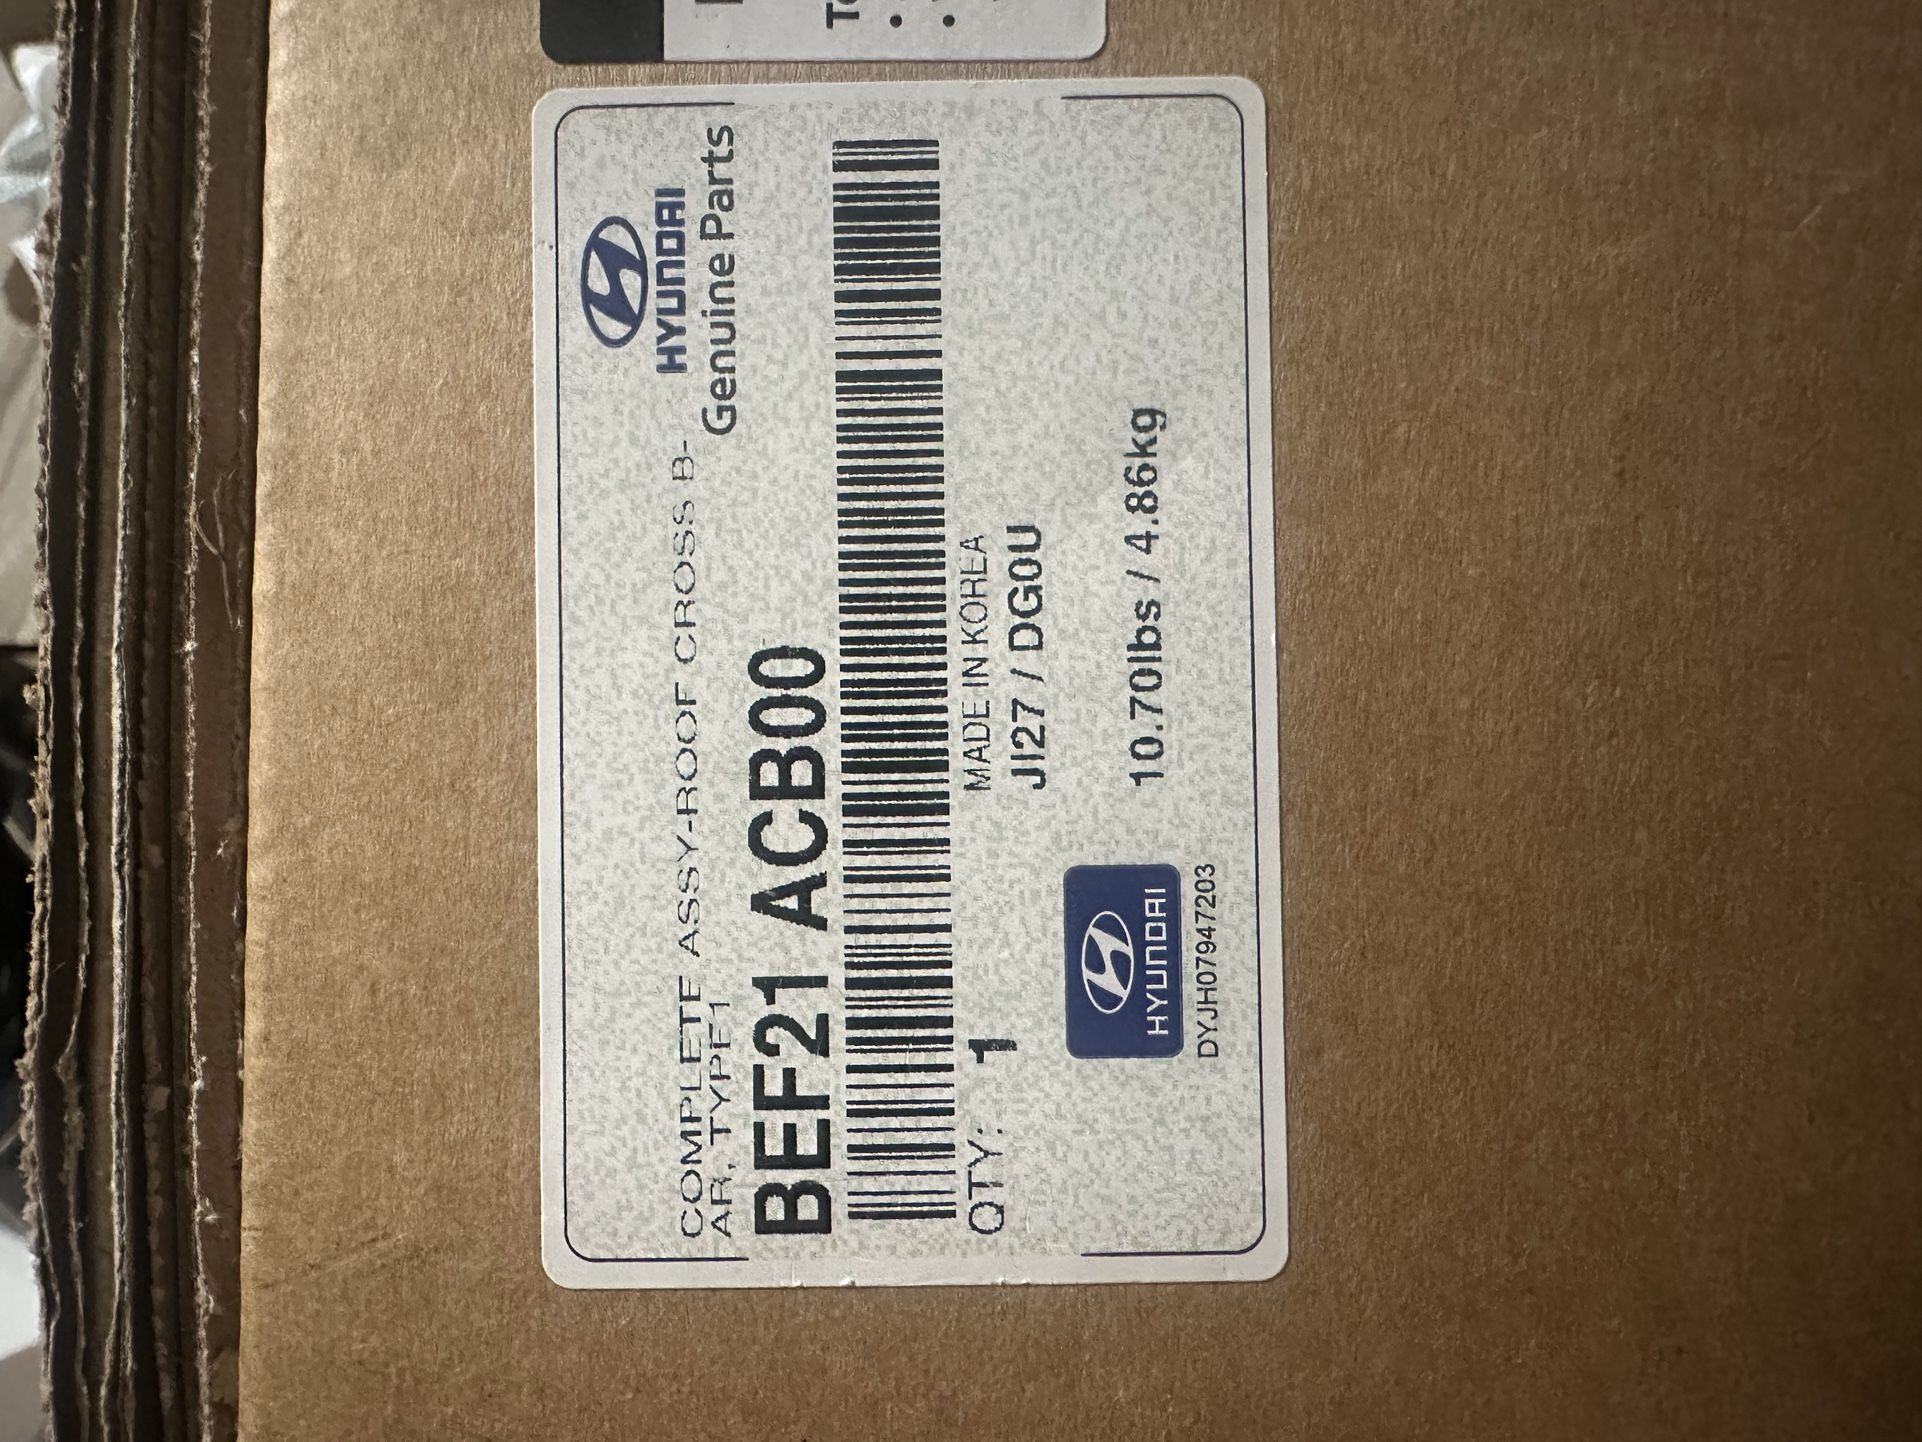 HYUNDAI
Genuine Parts
COMPLETE ASSY-ROOF CROSS B-
AR, TYPE1
BEF21 ACB00
QTY: 1
MADE IN KOREA
JI27 / DG0U
10.70lbs / 4.86kg
HYUNDAI
DYJH07947203